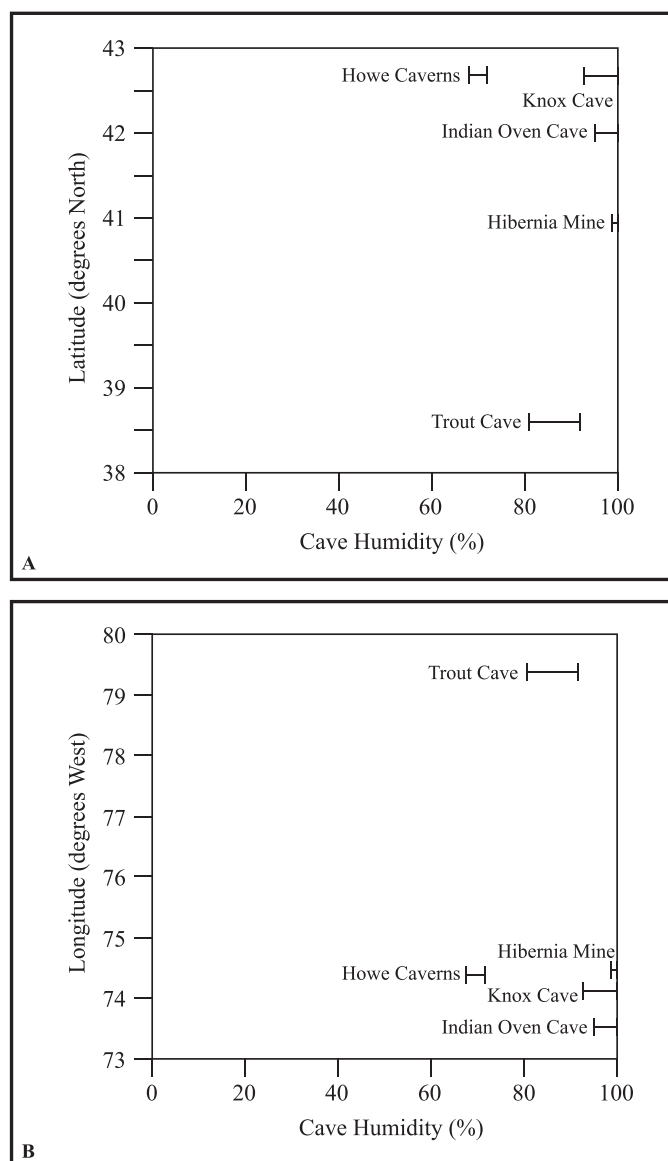 43
Howe Caverns
Knox Cave
42
Indian Oven Cave
41
Hibernia Mine
40
39
Trout Cave
38
0 20 40 60 80 100
Cave Humidity (%)
Latitude (degrees North)
A
80
Trout Cave
79
78
77
76
75
Hibernia Mine
Howe Caverns
74
Knox Cave
Indian Oven Cave
73
0 20 40 60 80 100
Cave Humidity (%)
Longitude (degrees West)
B